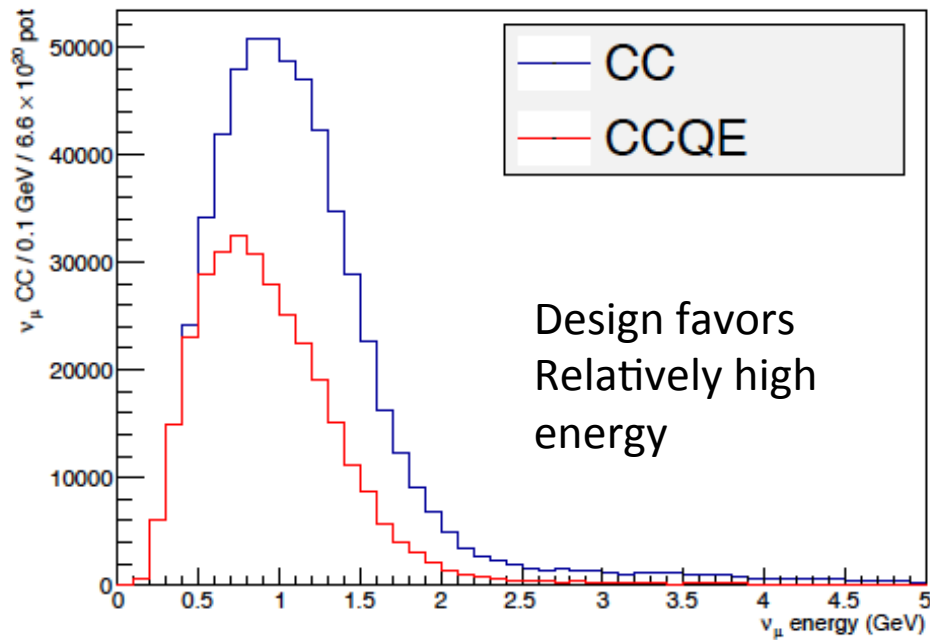 ν_μ CC / 0.1 GeV / 6.6 × 10²⁰ pot
50000
40000
30000
20000
10000
0
CC
CCQE
Design favors
Relatively high
energy
0 0.5 1 1.5 2 2.5 3 3.5 4 4.5 5
ν_μ energy (GeV)